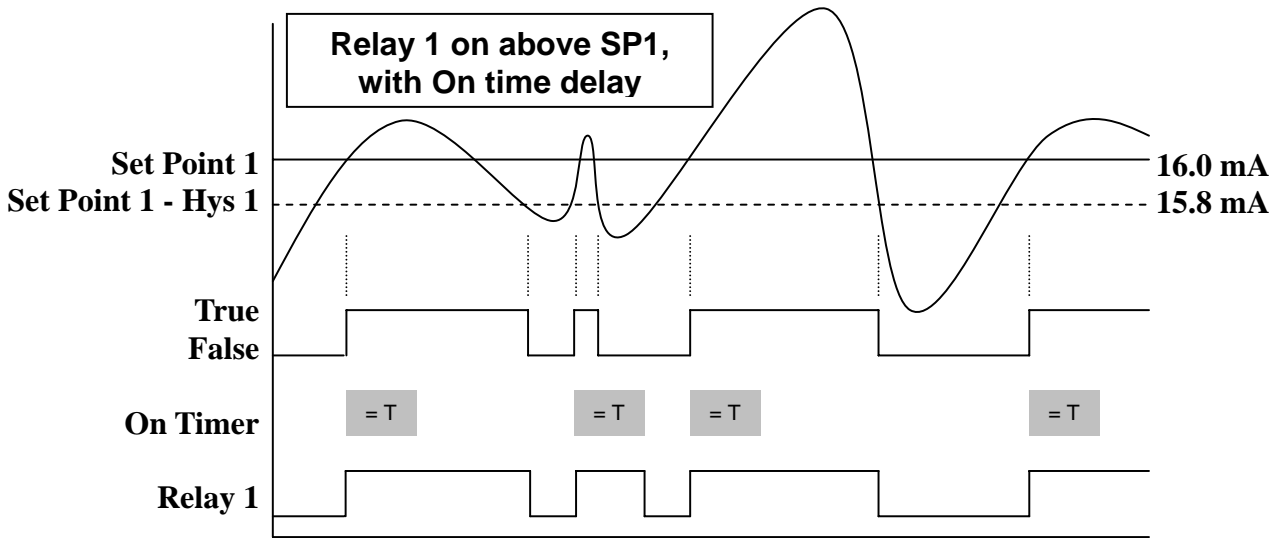 Relay 1 on above SP1,
with On time delay
Set Point 1
16.0 mA
Set Point 1 - Hys 1
15.8 mA
True
False
On Timer
= T
= T
= T
= T
Relay 1